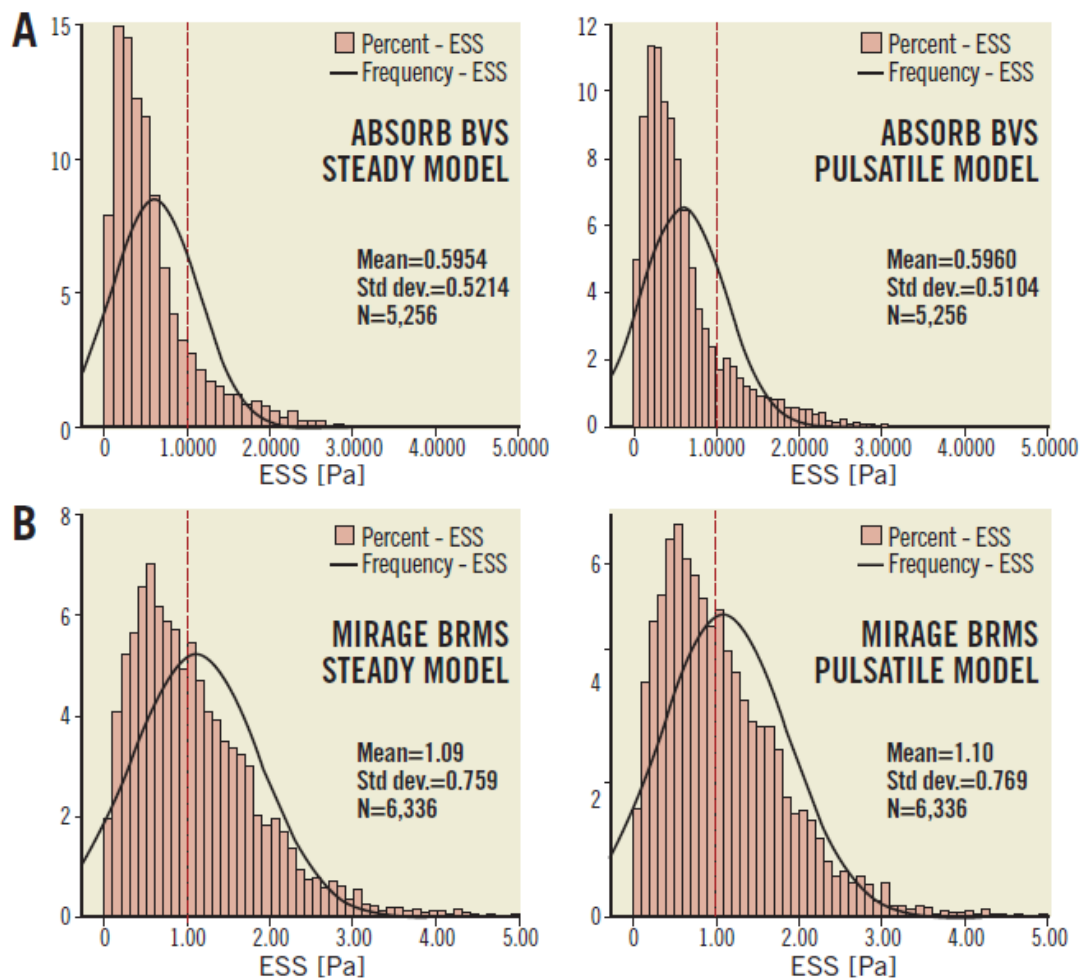 A
15
10
5
0
Percent - ESS
Frequency - ESS
ABSORB BVS
STEADY MODEL
Mean=0.5954
Std dev.=0.5214
N=5,256
0 1.0000 2.0000 3.0000 4.0000 5.0000
ESS [Pa]
12
10
8
6
4
2
0
Percent - ESS
Frequency - ESS
ABSORB BVS
PULSATILE MODEL
Mean=0.5960
Std dev.=0.5104
N=5,256
0 1.0000 2.0000 3.0000 4.0000 5.0000
ESS [Pa]
B
8
6
4
2
0
Percent - ESS
Frequency - ESS
MIRAGE BRMS
STEADY MODEL
Mean=1.09
Std dev.=0.759
N=6,336
0 1.00 2.00 3.00 4.00 5.00
ESS [Pa]
6
4
2
0
Percent - ESS
Frequency - ESS
MIRAGE BRMS
PULSATILE MODEL
Mean=1.10
Std dev.=0.769
N=6,336
0 1.00 2.00 3.00 4.00 5.00
ESS [Pa]